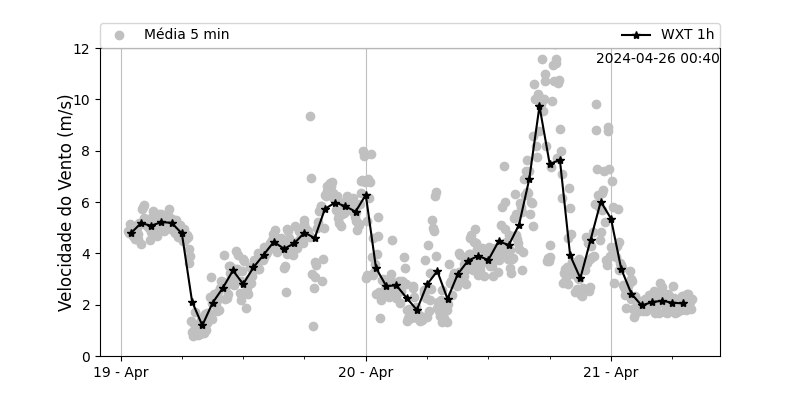 Média 5 min
WXT 1h
2024-04-26 00:40
Velocidade do Vento (m/s)
12
10
8
6
4
2
0
19 - Apr
20 - Apr
21 - Apr